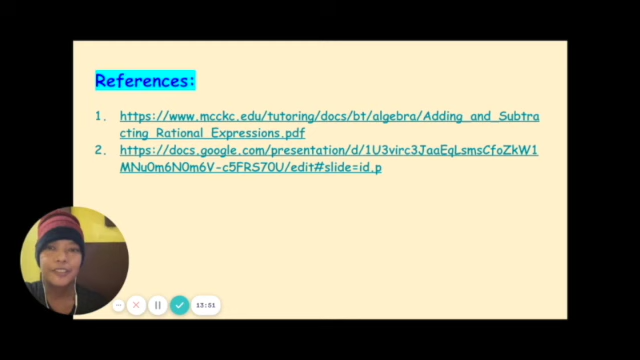 References:
1. https://www.mcckc.edu/tutoring/docs/bt/algebra/Adding_and_Subtra
cting_Rational_Expressions.pdf
2. https://docs.google.com/presentation/d/1U3virc3JaaEqLsmsCfoZkW1
MNu0m6N0m6V-c5FRS70U/edit#slide=id.p
13:51